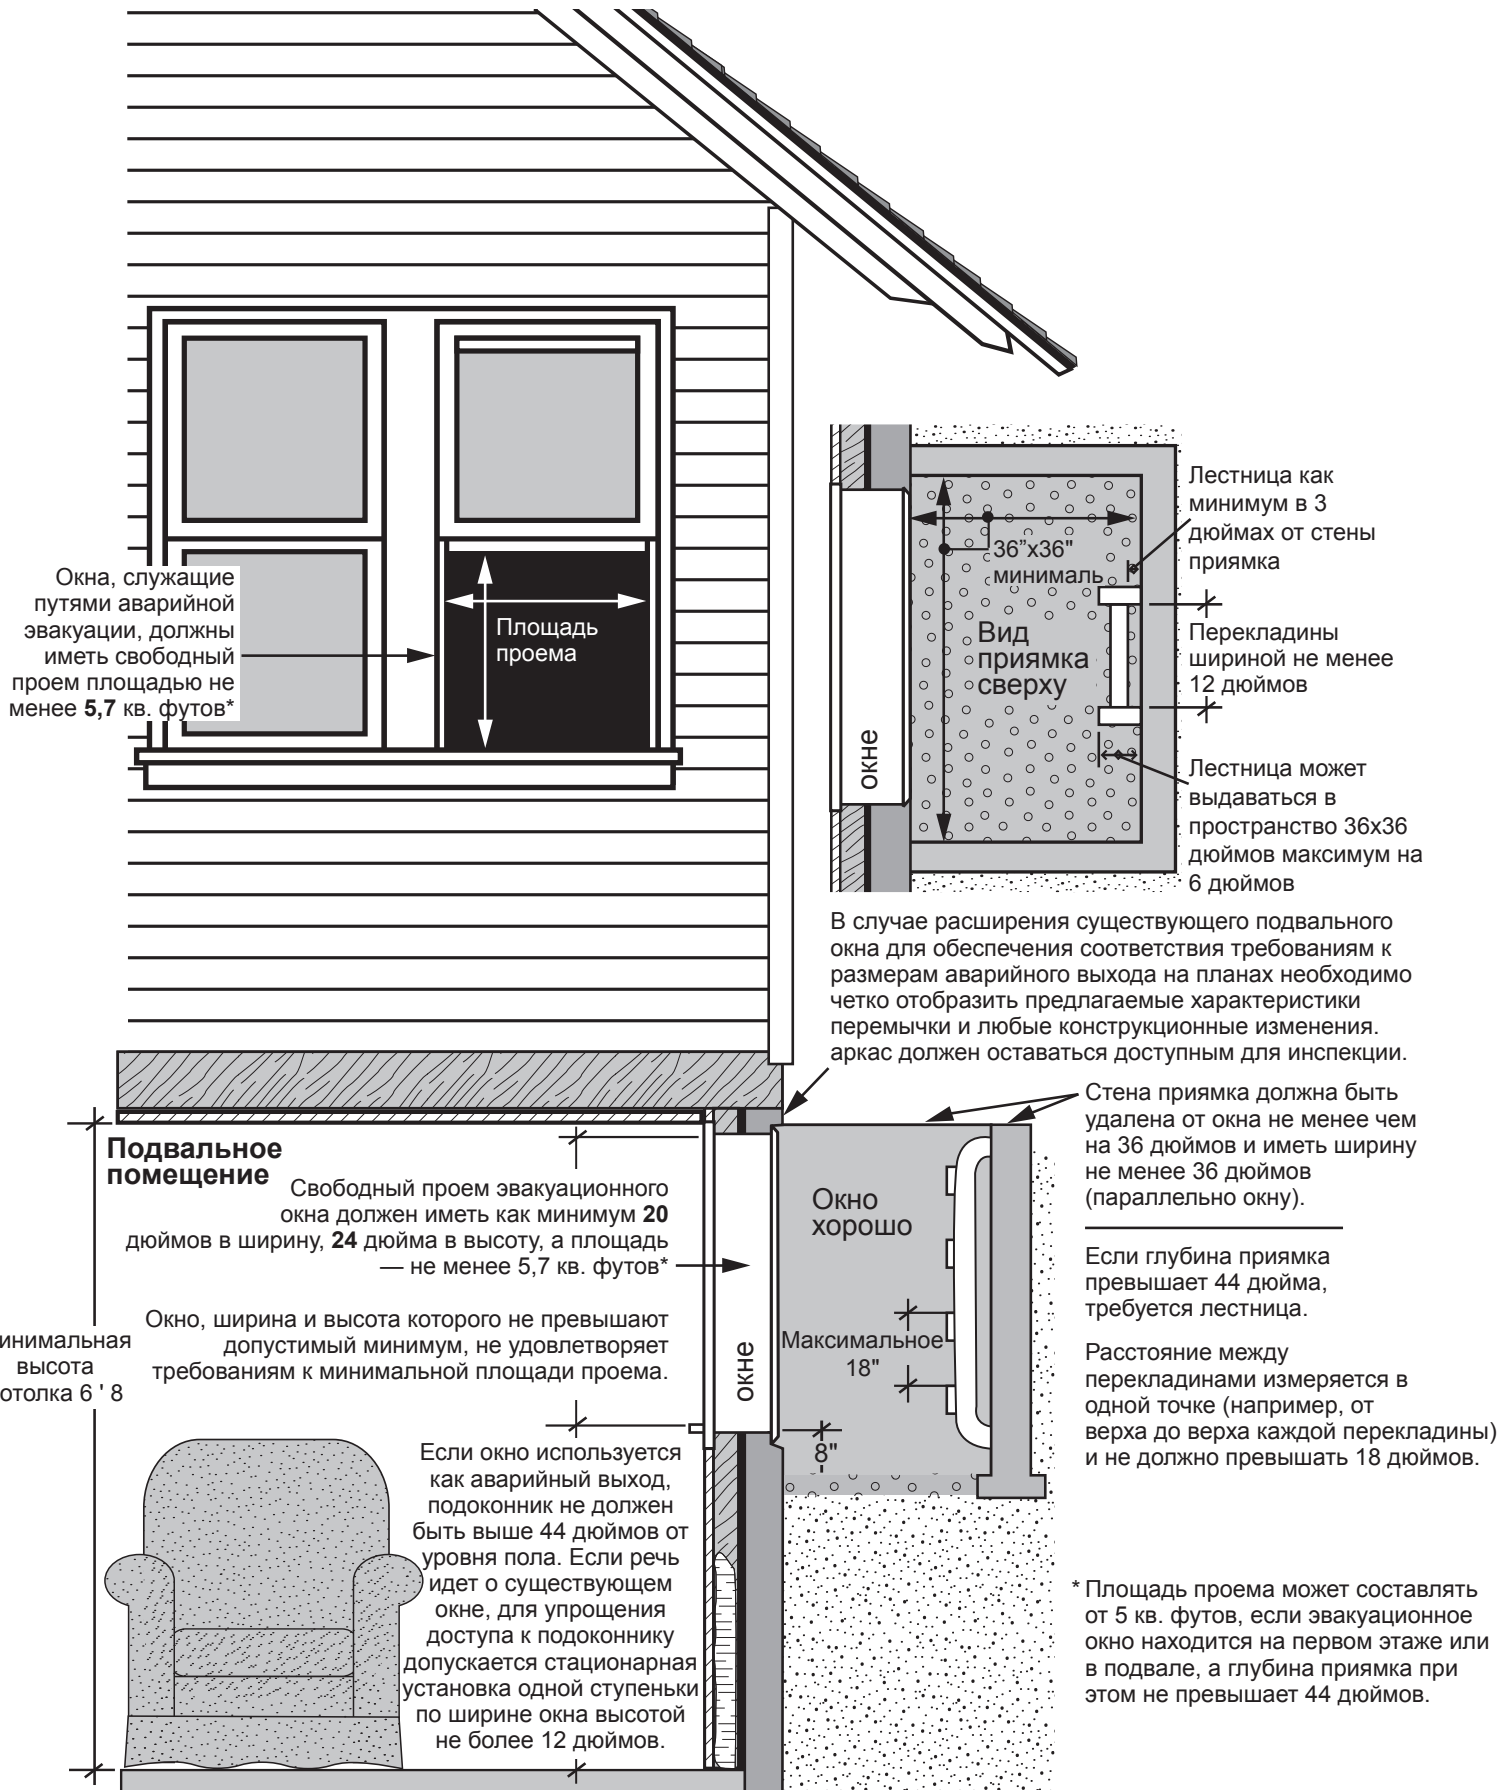 Окна, служащие
путями аварийной
эвакуации, должны
иметь свободный
проем площадью не
менее 5,7 кв. футов*
Площадь
проема
36”x36"
минималь
Вид
приямка
сверху
окне
Лестница как
минимум в 3
дюймах от стены
приямка
Перекладины
шириной не менее
12 дюймов
Лестница может
выдаваться в
пространство 36x36
дюймов максимум на
6 дюймов
В случае расширения существующего подвального
окна для обеспечения соответствия требованиям к
размерам аварийного выхода на планах необходимо
четко отобразить предлагаемые характеристики
перемычки и любые конструкционные изменения.
аркас должен оставаться доступным для инспекции.
Стена приямка должна быть
удалена от окна не менее чем
на 36 дюймов и иметь ширину
не менее 36 дюймов
(параллельно окну).
Если глубина приямка
превышает 44 дюйма,
требуется лестница.
Расстояние между
перекладинами измеряется в
одной точке (например, от
верха до верха каждой перекладины)
и не должно превышать 18 дюймов.
Подвальное
помещение
Свободный проем эвакуационного
окна должен иметь как минимум 20
дюймов в ширину, 24 дюйма в высоту, а площадь
— не менее 5,7 кв. футов*
Окно, ширина и высота которого не превышают
допустимый минимум, не удовлетворяет
требованиям к минимальной площади проема.
инимальная
высота
отолка 6 ' 8
окне
Окно
хорошо
Максимальное
18"
8"
Если окно используется
как аварийный выход,
подоконник не должен
быть выше 44 дюймов от
уровня пола. Если речь
идет о существующем
окне, для упрощения
доступа к подоконнику
допускается стационарная
установка одной ступеньки
по ширине окна высотой
не более 12 дюймов.
* Площадь проема может составлять
от 5 кв. футов, если эвакуационное
окно находится на первом этаже или
в подвале, а глубина приямка при
этом не превышает 44 дюймов.